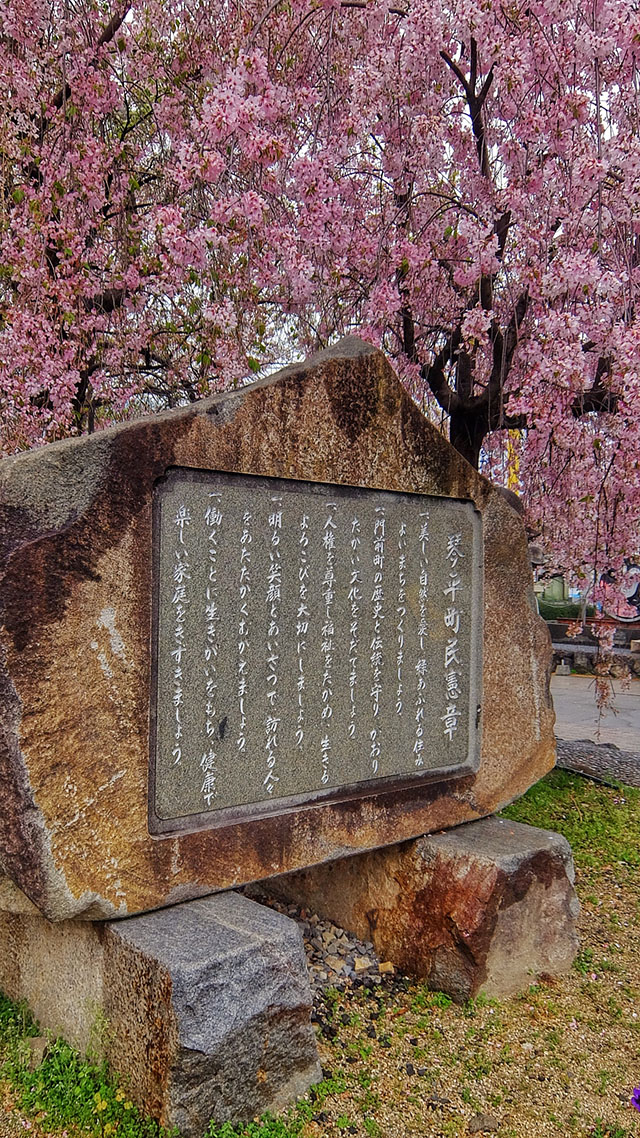 琴平町民憲章
一美しい自然を愛し 緑あふれる住み
よいまちをつくりましょう。
一門前町の歴史と伝統を守り かおり
たかい文化をそだてましょう。
一人権を尊重し福祉をたかめ、生きる
よろこびを大切にしましょう。
一明るい笑顔とあいさつで 訪れる人々
をあたたかくむかえましょう。
一働くことに生きがいをもち 健康で
楽しい家庭をきずきましょう。